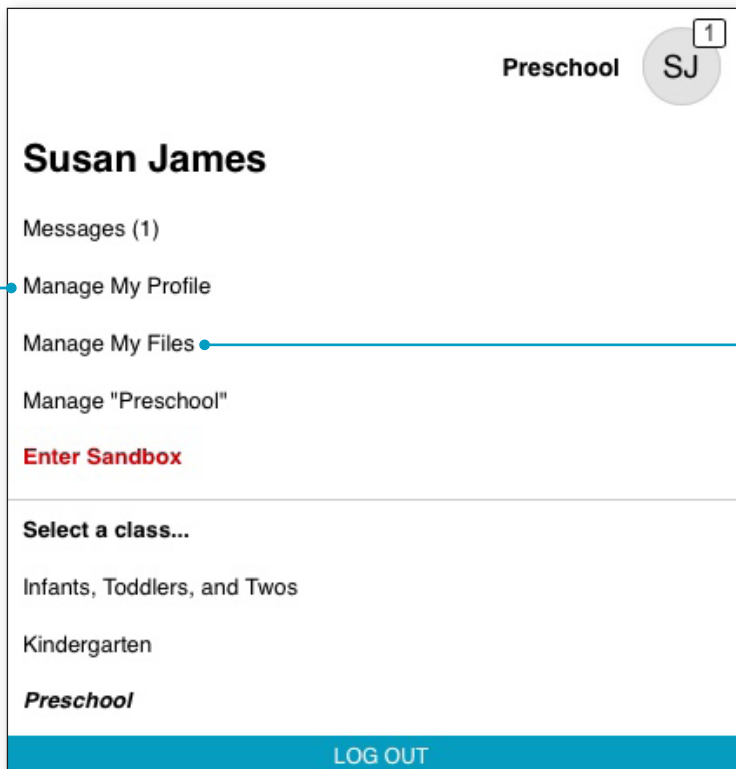 1
Preschool SJ
Susan James
Messages (1)
Manage My Profile
Manage My Files
Manage "Preschool"
Enter Sandbox
Select a class...
Infants, Toddlers, and Twos
Kindergarten
Preschool
LOG OUT